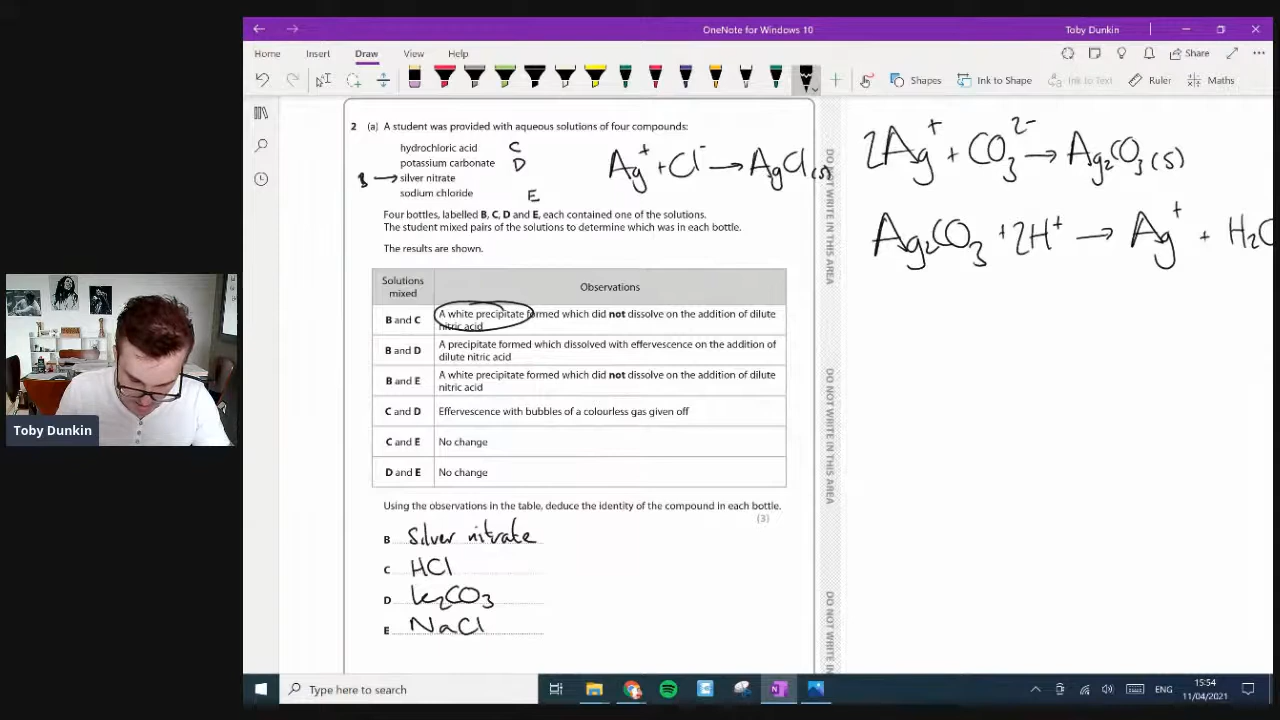 OneNote for Windows 10
Toby Dunkin
Home Insert Draw View Help
Share
Shapes
Ink to Shape
Ink to Text
Ruler
Maths
2 (a) A student was provided with aqueous solutions of four compounds:
hydrochloric acid C
potassium carbonate D
B → silver nitrate
sodium chloride E
Ag⁺ + Cl⁻ → AgCl(s)
2Ag⁺ + CO₃²⁻ → Ag₂CO₃(s)
Ag₂CO₃ + 2H⁺ → Ag⁺ + H₂O
Four bottles, labelled B, C, D and E, each contained one of the solutions.
The student mixed pairs of the solutions to determine which was in each bottle.
The results are shown.
Solutions mixed
Observations
B and C
A white precipitate formed which did not dissolve on the addition of dilute
nitric acid
B and D
A precipitate formed which dissolved with effervescence on the addition of
dilute nitric acid
B and E
A white precipitate formed which did not dissolve on the addition of dilute
nitric acid
C and D
Effervescence with bubbles of a colourless gas given off
C and E
No change
D and E
No change
Using the observations in the table, deduce the identity of the compound in each bottle.
(3)
B Silver nitrate
C HCl
D K₂CO₃
E NaCl
DO NOT WRITE IN THIS AREA
DO NOT WRITE IN THIS AREA
DO NOT WRITE IN
Toby Dunkin
Type here to search
ENG
15:54
11/04/2021